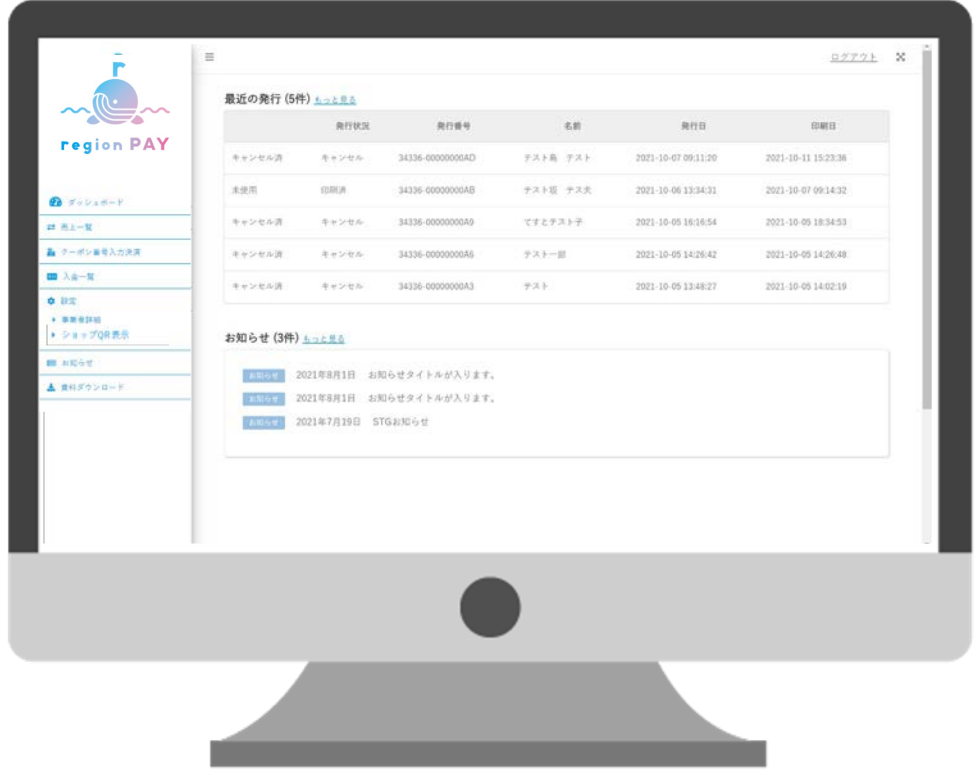 region PAY
ダッシュボード
売上一覧
クーポン番号入力決済
入金一覧
設定
事業者詳細
ショップQR表示
お知らせ
資料ダウンロード
ログアウト
最近の発行 (5件) もっと見る
発行状況 発行番号 名前 発行日 印刷日
キャンセル済 キャンセル 34336-00000000AD テスト島 テスト 2021-10-07 09:11:20 2021-10-11 15:23:36
未使用 印刷済 34336-00000000AB テスト坂 テス夫 2021-10-06 13:34:31 2021-10-07 09:14:32
キャンセル済 キャンセル 34336-00000000A9 てすとテスト子 2021-10-05 16:16:54 2021-10-05 18:34:53
キャンセル済 キャンセル 34336-00000000A6 テスト一郎 2021-10-05 14:26:42 2021-10-05 14:26:48
キャンセル済 キャンセル 34336-00000000A3 テスト 2021-10-05 13:48:27 2021-10-05 14:02:19
お知らせ (3件) もっと見る
お知らせ 2021年8月1日 お知らせタイトルが入ります。
お知らせ 2021年8月1日 お知らせタイトルが入ります。
お知らせ 2021年7月19日 STGお知らせ